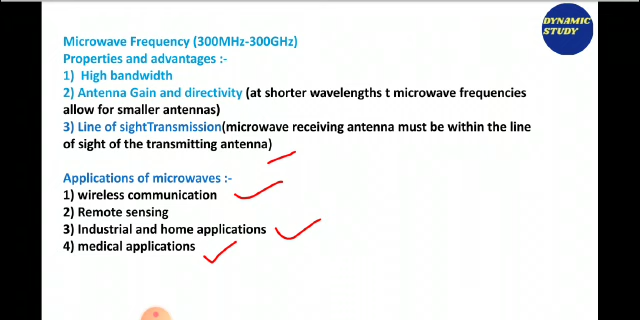 DYNAMIC
STUDY
Microwave Frequency (300MHz-300GHz)
Properties and advantages :-
1) High bandwidth
2) Antenna Gain and directivity (at shorter wavelengths t microwave frequencies
allow for smaller antennas)
3) Line of sightTransmission(microwave receiving antenna must be within the line
of sight of the transmitting antenna)
Applications of microwaves :-
1) wireless communication
2) Remote sensing
3) Industrial and home applications
4) medical applications